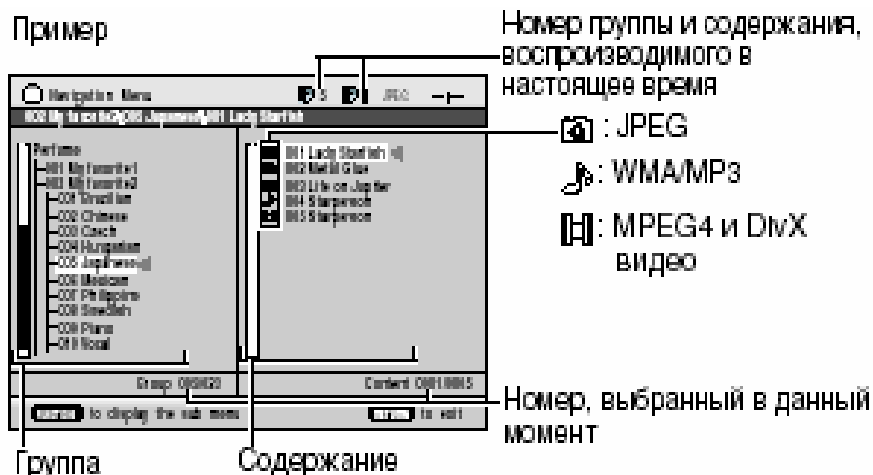 Пример
Номер группы и содержания,
воспроизводимого в
настоящее время
Navigation Menu
JPEG
: JPEG
: WMA/MP3
: MPEG4 и DivX
видео
Perfume
001 My favorite1
002 My favorite2
001 Brazilian
002 Chinese
003 Czech
004 Hungarian
005 Japanese
006 Mexican
007 Philippine
008 Swedish
009 Piano
010 Vocal
001 Lady Starfish
002 Metal Glue
003 Life on Jupiter
004 Starperson
005 Starperson
Group 005/023
Content 0001/0005
to display the sub menu
to exit
Номер, выбранный в данный
момент
Группа
Содержание